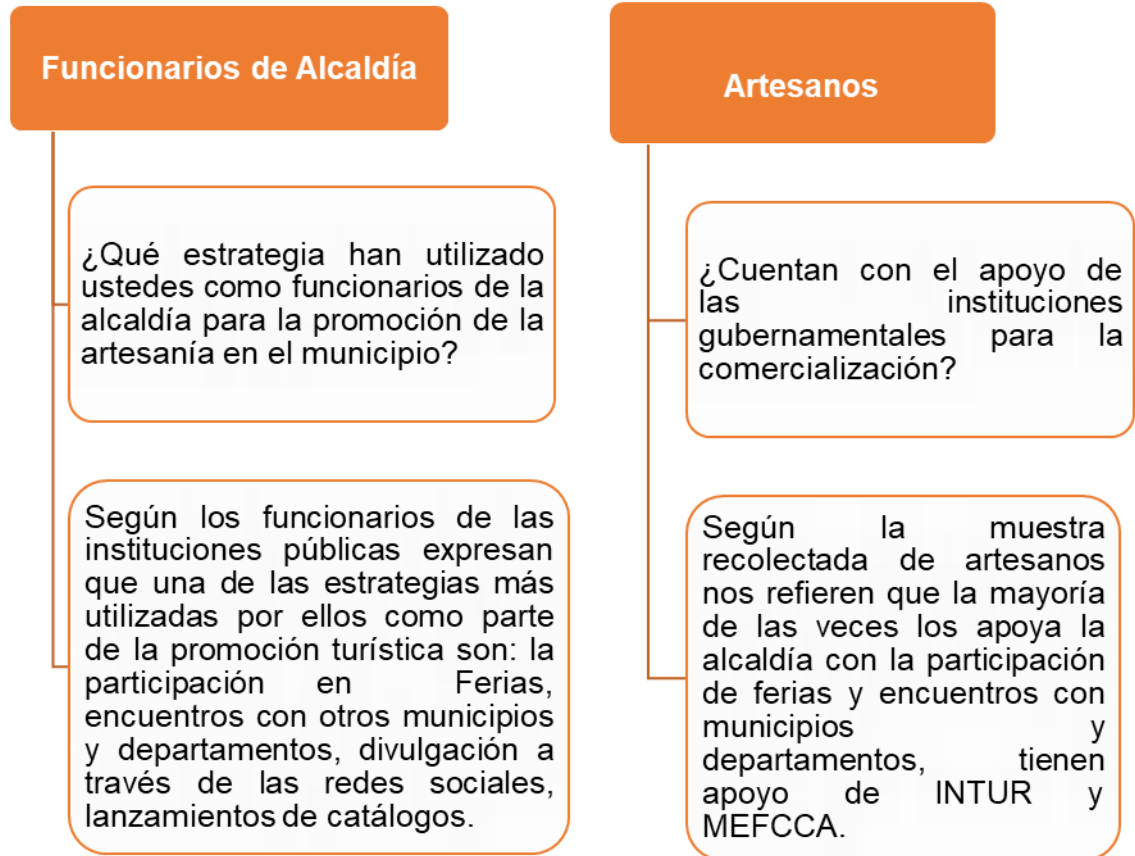 Funcionarios de Alcaldía
¿Qué estrategia han utilizado
ustedes como funcionarios de la
alcaldía para la promoción de la
artesanía en el municipio?
Según los funcionarios de las
instituciones públicas expresan
que una de las estrategias más
utilizadas por ellos como parte
de la promoción turística son: la
participación en Ferias,
encuentros con otros municipios
y departamentos, divulgación a
través de las redes sociales,
lanzamientos de catálogos.
Artesanos
¿Cuentan con el apoyo de
las instituciones
gubernamentales para la
comercialización?
Según la muestra
recolectada de artesanos
nos refieren que la mayoría
de las veces los apoya la
alcaldía con la participación
de ferias y encuentros con
municipios y
departamentos, tienen
apoyo de INTUR y
MEFCCA.